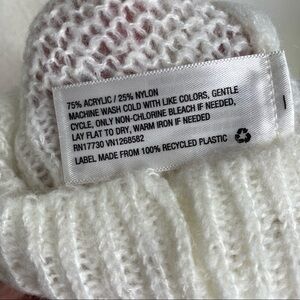 75% ACRYLIC / 25% NYLON
MACHINE WASH COLD WITH LIKE COLORS, GENTLE
CYCLE, ONLY NON-CHLORINE BLEACH IF NEEDED,
LAY FLAT TO DRY, WARM IRON IF NEEDED
RN17730 VN1268582
LABEL MADE FROM 100% RECYCLED PLASTIC